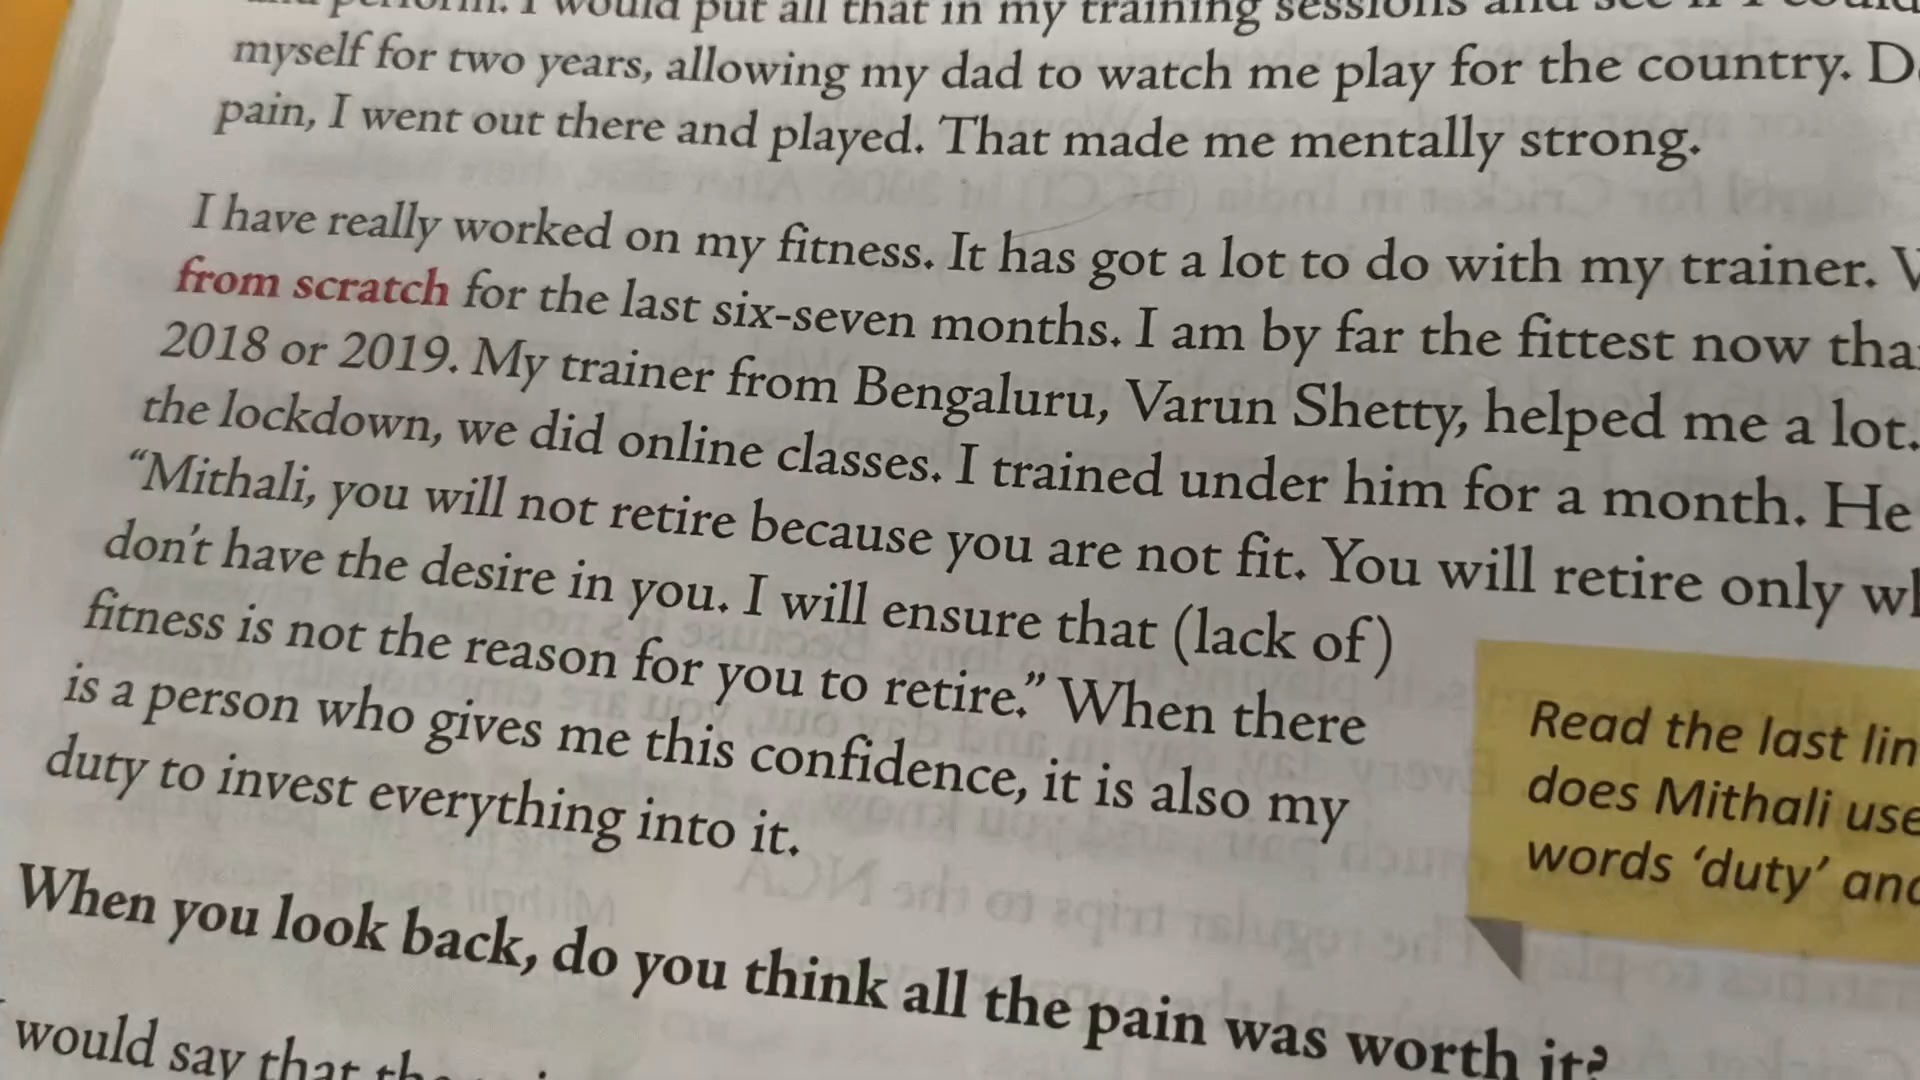 and perform. I would put all that in my training sessions and see if I could
myself for two years, allowing my dad to watch me play for the country.
pain, I went out there and played. That made me mentally strong.
I have really worked on my fitness. It has got a lot to do with my trainer.
from scratch for the last six-seven months. I am by far the fittest now
2018 or 2019. My trainer from Bengaluru, Varun Shetty, helped me a lot.
the lockdown, we did online classes. I trained under him for a month. He
“Mithali, you will not retire because you are not fit. You will retire only
don't have the desire in you. I will ensure that (lack of)
fitness is not the reason for you to retire.” When there
is a person who gives me this confidence, it is also my
duty to invest everything into it.
Read the last
does Mithali use
words ‘duty’ and
When you look back, do you think all the pain was worth it?
would say that